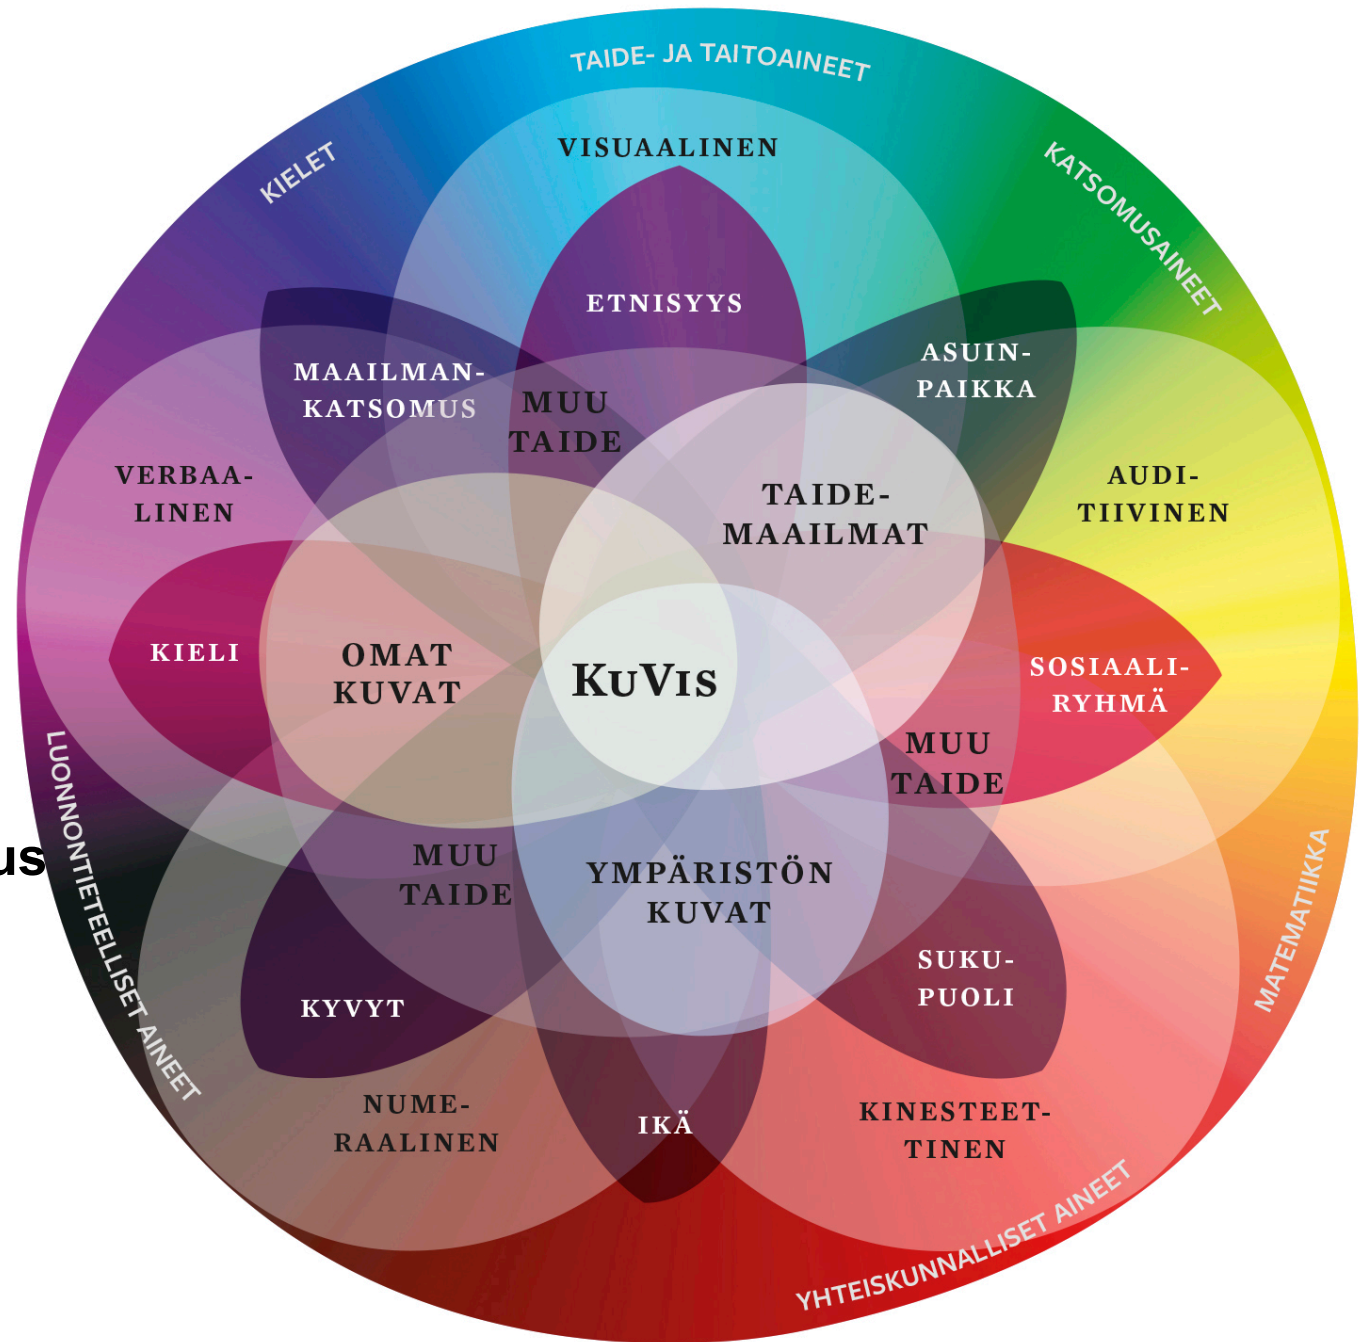 TAIDE- JA TAITOAINEET
KIELET
KATSOMUSAINEET
VISUAALINEN
ETNISYYS
MAAILMAN-
KATSOMUS
MUU
TAIDE
ASUIN-
PAIKKA
VERBAA-
LINEN
TAIDE-
MAAILMAT
AUDI-
TIIVINEN
KIELI
OMAT
KUVAT
KUVIS
SOSIAALI-
RYHMÄ
MUU
TAIDE
LUONNONTIETEELLISET AINEET
us
MUU
TAIDE
YMPÄRISTÖN
KUVAT
MATEMATIIKKA
KYVYT
SUKU-
PUOLI
NUME-
RAALINEN
IKÄ
KINESTEET-
TINEN
YHTEISKUNNALLISET AINEET